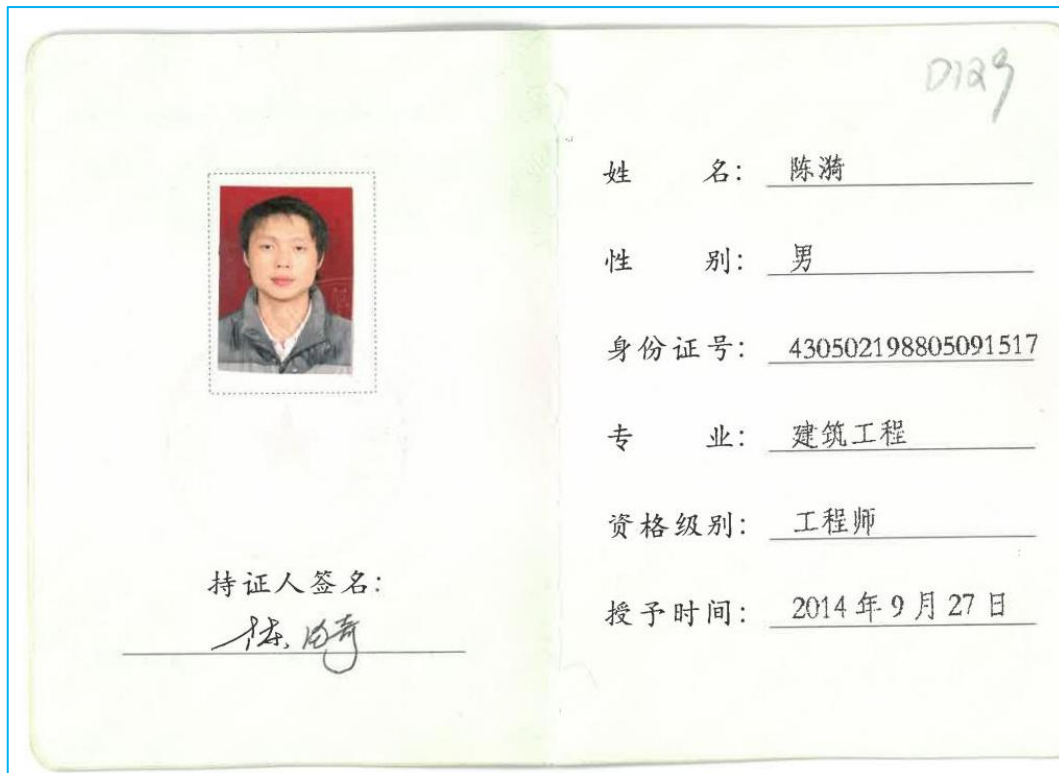 D129
姓名：陈漪
性别：男
身份证号：430502198805091517
专业：建筑工程
资格级别：工程师
授予时间：2014年9月27日
持证人签名：
陈漪